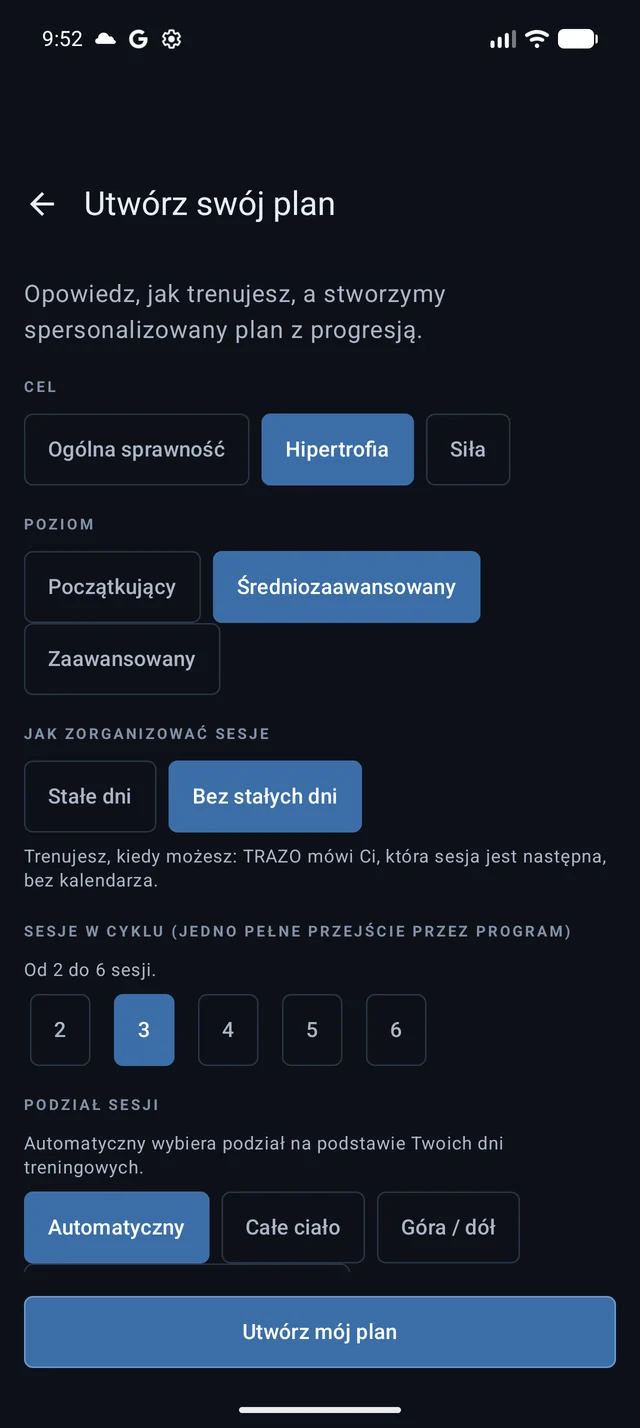 9:52
Utwórz swój plan
Opowiedz, jak trenujesz, a stworzymy
spersonalizowany plan z progresją.
CEL
Ogólna sprawność
Hipertrofia
Siła
POZIOM
Początkujący
Średniozaawansowany
Zaawansowany
JAK ZORGANIZOWAĆ SESJE
Stałe dni
Bez stałych dni
Trenujesz, kiedy możesz: TRAZO mówi Ci, która sesja jest następna,
bez kalendarza.
SESJE W CYKLU (JEDNO PEŁNE PRZEJŚCIE PRZEZ PROGRAM)
Od 2 do 6 sesji.
2
3
4
5
6
PODZIAŁ SESJI
Automatyczny wybiera podział na podstawie Twoich dni
treningowych.
Automatyczny
Całe ciało
Góra / dół
Utwórz mój plan